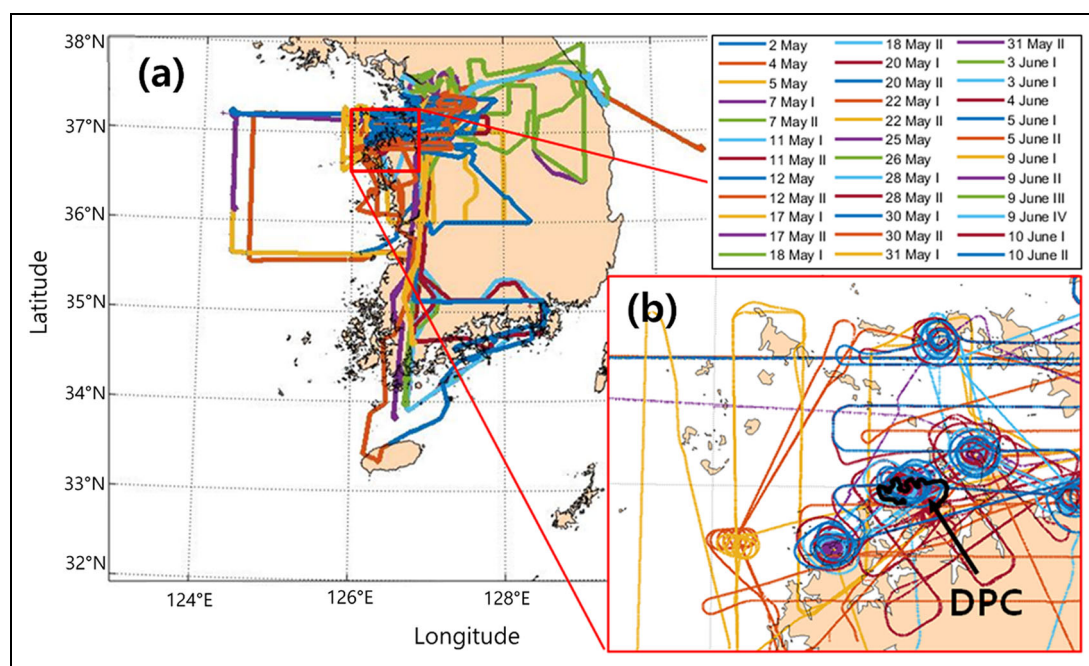 (a)
38°N
37°N
36°N
35°N
34°N
33°N
32°N
124°E
126°E
128°E
Latitude
Longitude
2 May
4 May
5 May
7 May I
7 May II
11 May I
11 May II
12 May
12 May II
17 May I
17 May II
18 May I
18 May II
20 May I
20 May II
22 May I
22 May II
25 May
26 May
28 May I
28 May II
30 May I
30 May II
31 May I
31 May II
3 June I
3 June II
4 June
5 June I
5 June II
9 June I
9 June II
9 June III
9 June IV
10 June I
10 June II
(b)
DPC